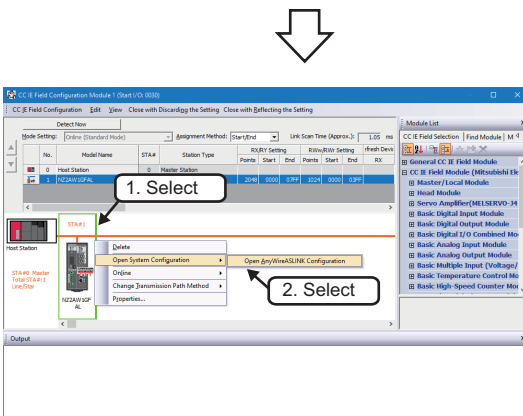 CC IE Field Configuration Module 1 (Start I/O: 0030)
CC IE Field Configuration Edit View Close with Discarding the Setting Close with Reflecting the Setting
Detect Now
Mode Setting: Online (Standard Mode) Assignment Method: Start/End Link Scan Time (Approx.): 1.05 ms
No. Model Name STA# Station Type RX/RY Setting RWw/RWr Setting efresh Devi
Points Start End Points Start End RX
0 Host Station 0 Master Station
1 NZ2AW1GFAL 2048 0000 07FF 1024 0000 03FF
1. Select
STA#1
Host Station
STA#0 Master
Total STA#:1
Line/Star
NZ2AW1GF
AL
Delete
Open System Configuration
Online
Change Transmission Path Method
Properties...
Open AnyWireASLINK Configuration
2. Select
Module List
CC IE Field Selection Find Module M
General CC IE Field Module
CC IE Field Module (Mitsubishi Ele
Master/Local Module
Head Module
Servo Amplifier(MELSERVO-J4
Basic Digital Input Module
Basic Digital Output Module
Basic Digital I/O Combined Mo
Basic Analog Input Module
Basic Analog Output Module
Basic Multiple Input (Voltage/
Basic Temperature Control Mo
Basic High-Speed Counter Mod
Output